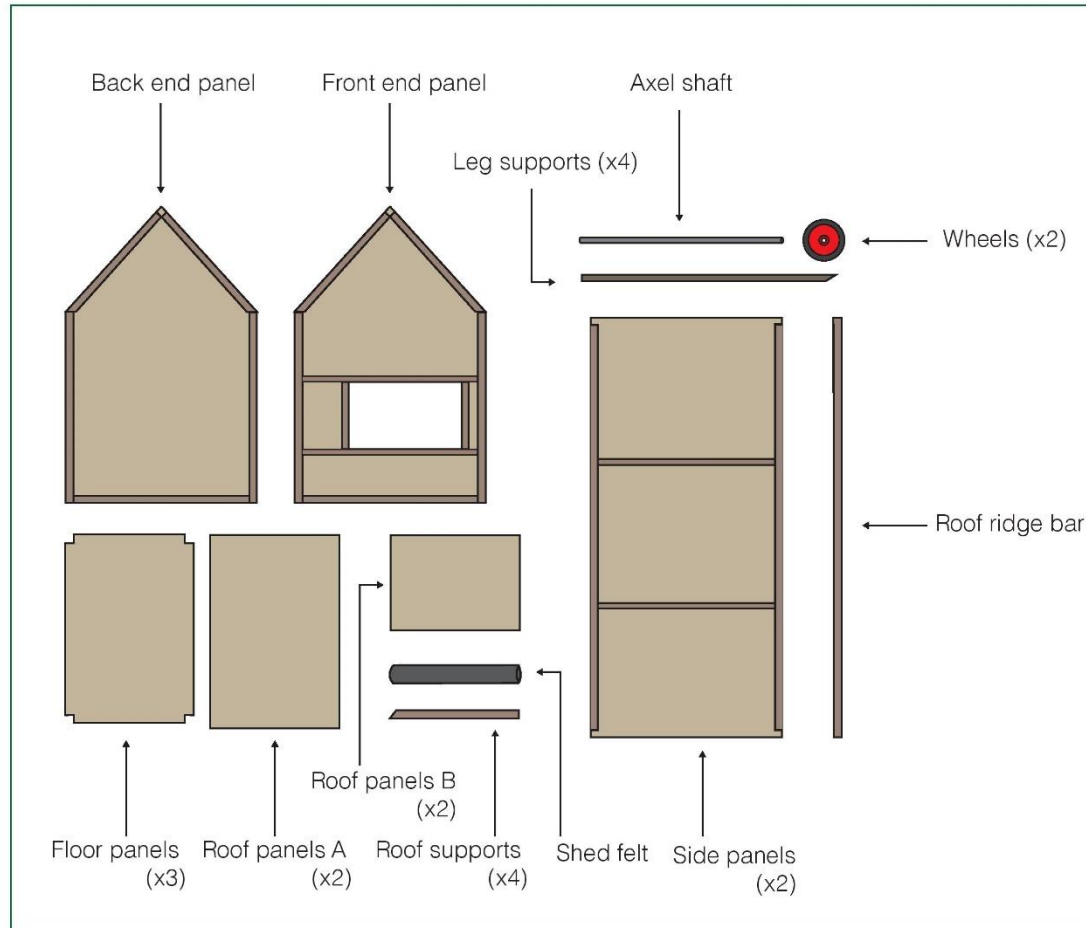 Back end panel
Front end panel
Axel shaft
Leg supports (x4)
Wheels (x2)
Roof ridge bar
Roof panels B
(x2)
Floor panels
(x3)
Roof panels A
(x2)
Roof supports
(x4)
Shed felt
Side panels
(x2)